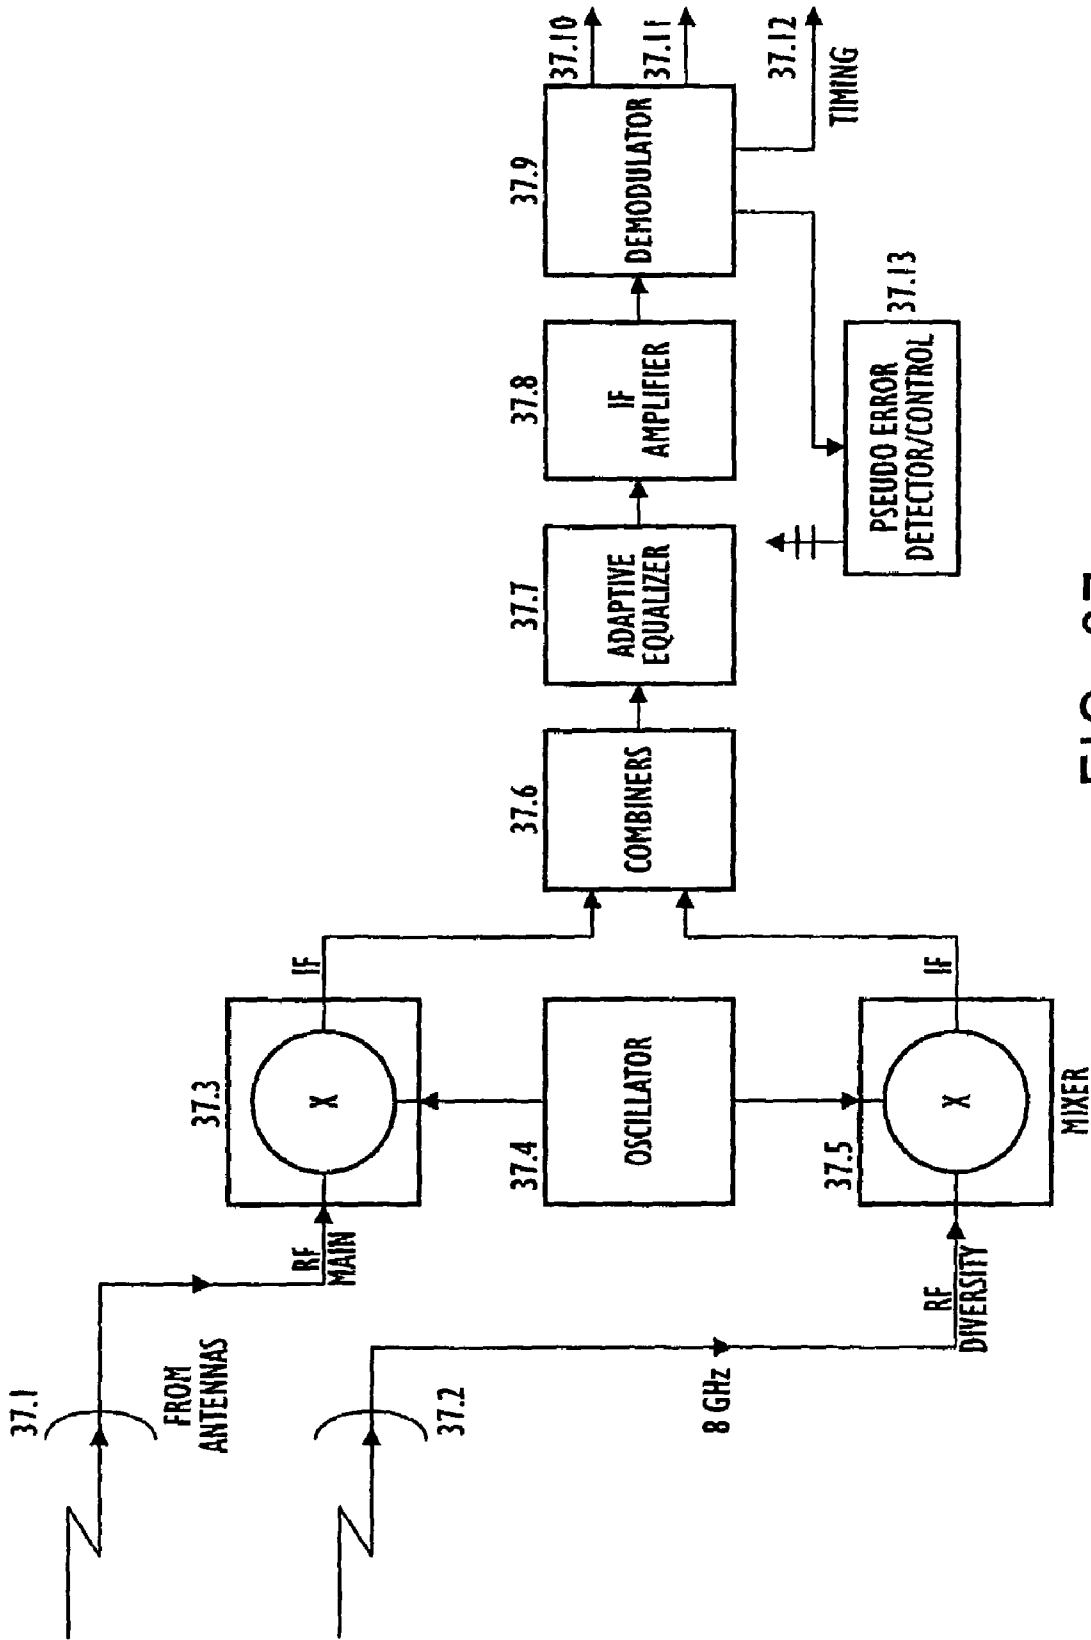 37.1
FROM
ANTENNAS
37.2
8 GHz
RF
MAIN
RF
DIVERSITY
37.3
X
IF
37.4
OSCILLATOR
37.5
X
IF
MIXER
37.6
COMBINERS
37.7
ADAPTIVE
EQUALIZER
37.8
IF
AMPLIFIER
37.9
DEMODULATOR
37.10
37.11
37.12
TIMING
37.13
PSEUDO ERROR
DETECTOR/CONTROL